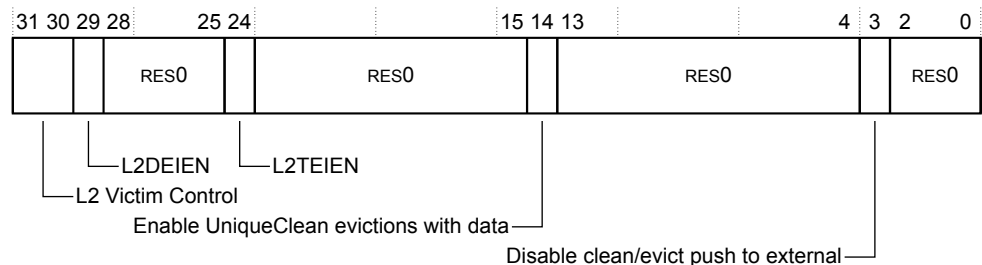 31 30 29 28 25 24 15 14 13 4 3 2 0
RES0 RES0 RES0 RES0
L2DEIEN L2TEIEN
L2 Victim Control
Enable UniqueClean evictions with data
Disable clean/evict push to external